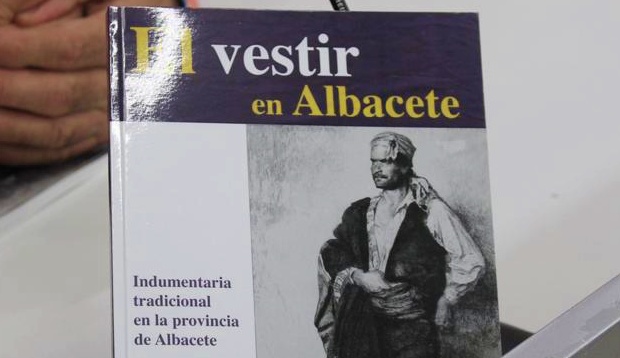 El vestir
en Albacete
Indumentaria
tradicional
en la provincia
de Albacete